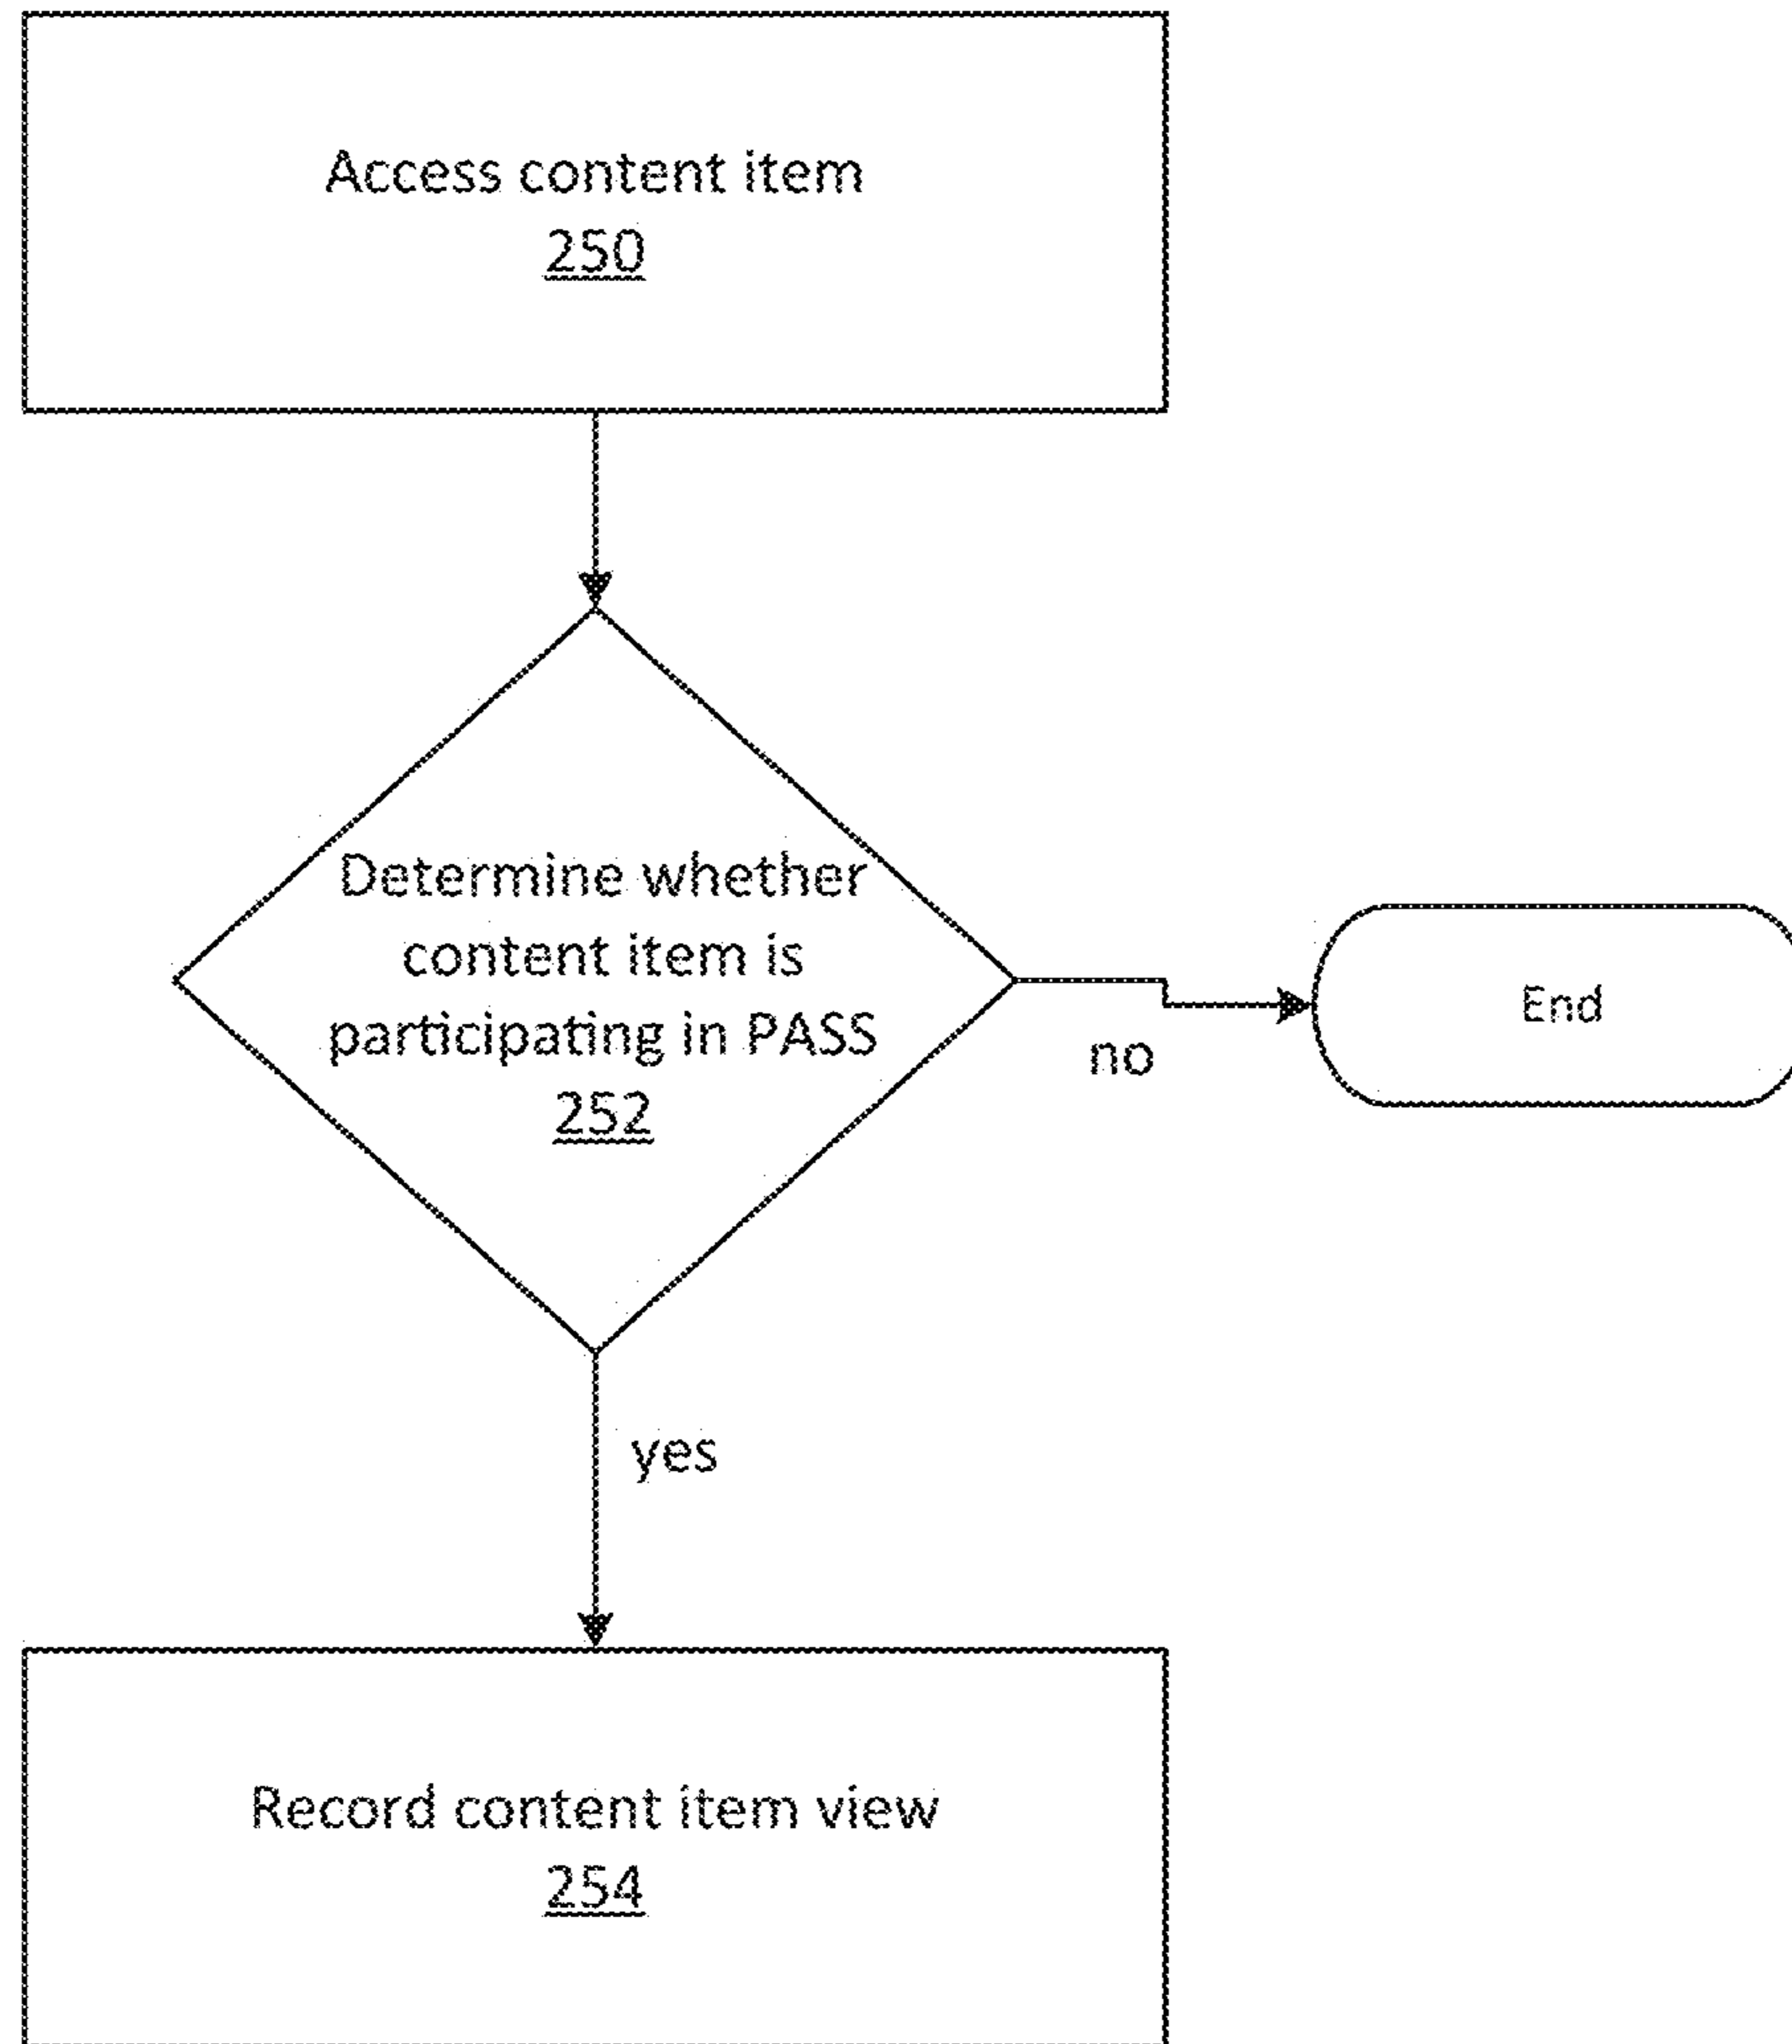 Access content item
250
Determine whether
content item is
participating in PASS
252
no
End
yes
Record content item view
254